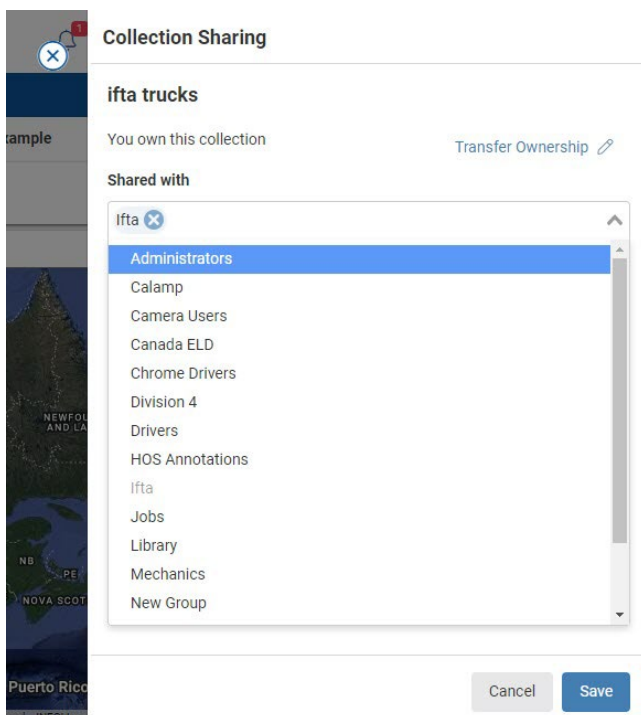 1
Collection Sharing
ifta trucks
You own this collection
Transfer Ownership
Shared with
Ifta
Administrators
Calamp
Camera Users
Canada ELD
Chrome Drivers
Division 4
Drivers
HOS Annotations
Ifta
Jobs
Library
Mechanics
New Group
Cancel
Save
NB
PE
NOVA SCOT
Puerto Rico